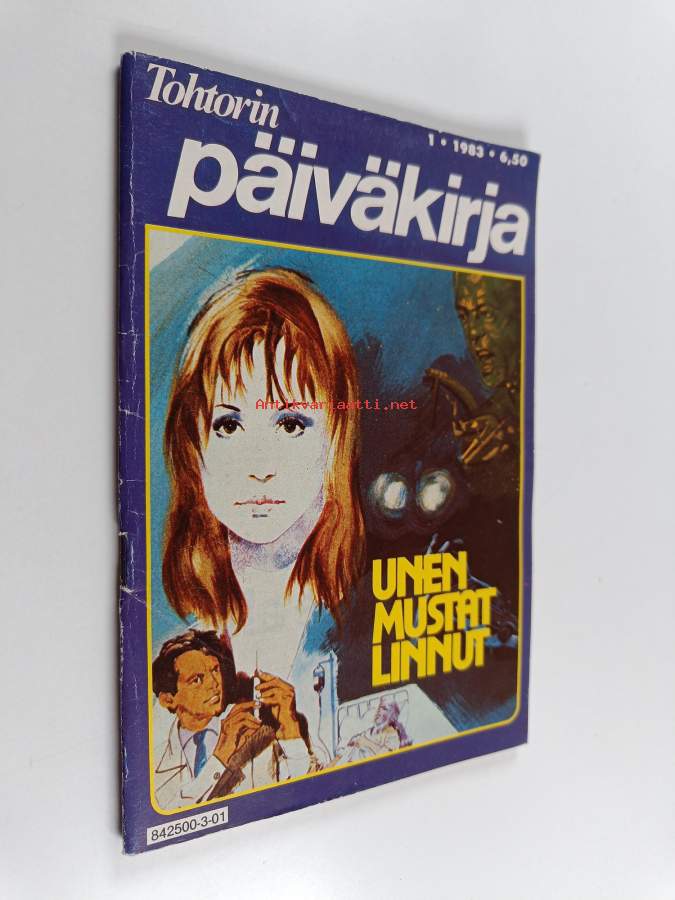 Tohtorin
1 • 1983 • 6,50
päiväkirja
Antikvariaatti.net
UNEN
MUSTAT
LINNUT
842500-3-01